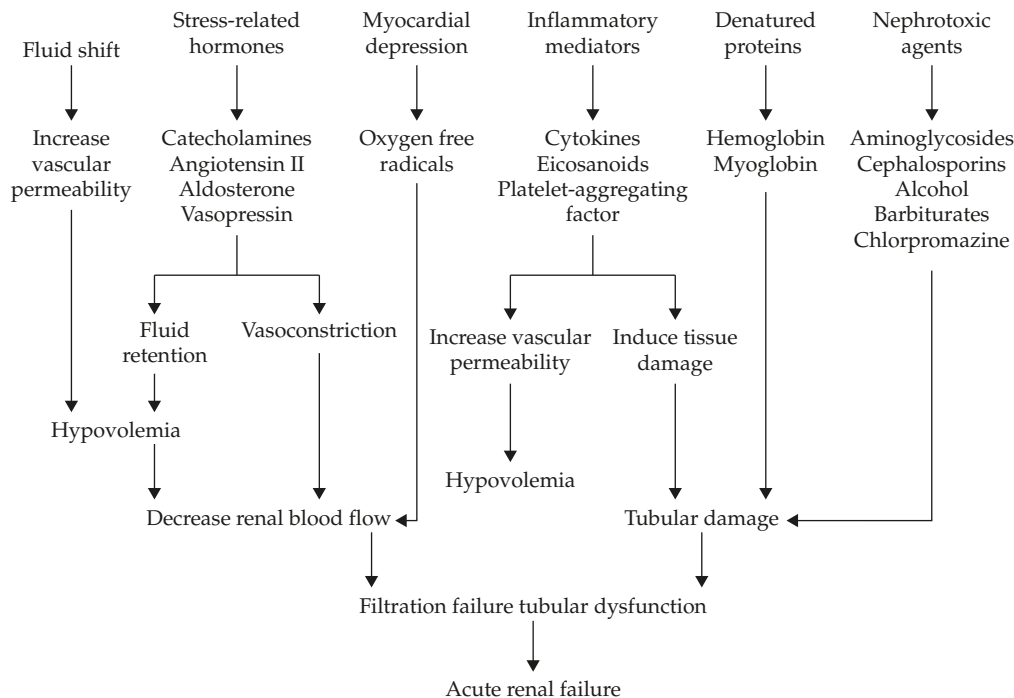 Fluid shift
Stress-related
hormones
Myocardial
depression
Inflammatory
mediators
Denatured
proteins
Nephrotoxic
agents
Increase
vascular
permeability
Catecholamines
Angiotensin II
Aldosterone
Vasopressin
Oxygen free
radicals
Cytokines
Eicosanoids
Platelet-aggregating
factor
Hemoglobin
Myoglobin
Aminoglycosides
Cephalosporins
Alcohol
Barbiturates
Chlorpromazine
Fluid
retention
Vasoconstriction
Increase vascular
permeability
Induce tissue
damage
Hypovolemia
Hypovolemia
Decrease renal blood flow
Tubular damage
Filtration failure tubular dysfunction
Acute renal failure